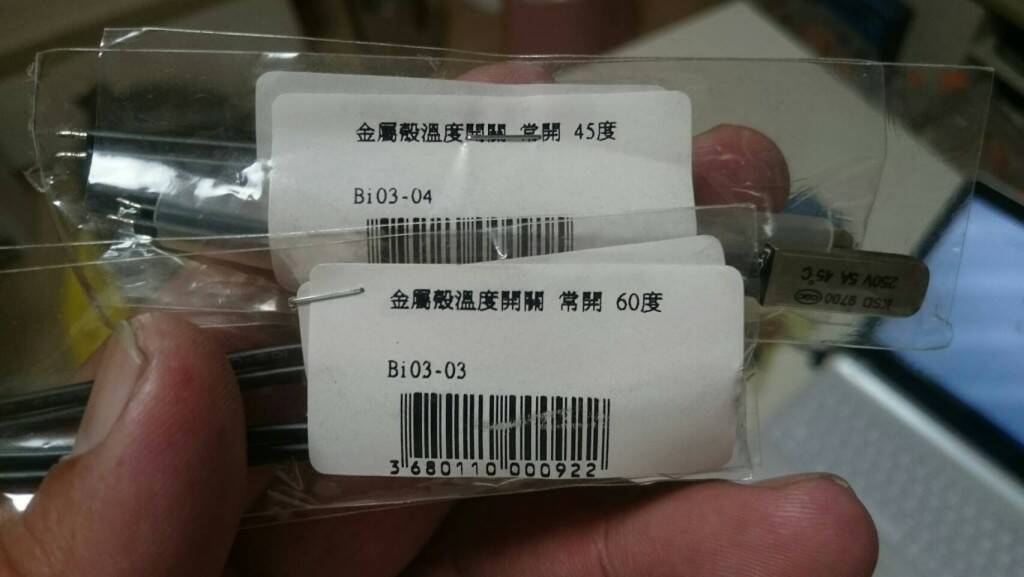 金屬殼溫度開關 常開 45度
Bi03-04
KSD 9700
250V 5A 45°C
金屬殼溫度開關 常開 60度
Bi03-03
3 680110 000922